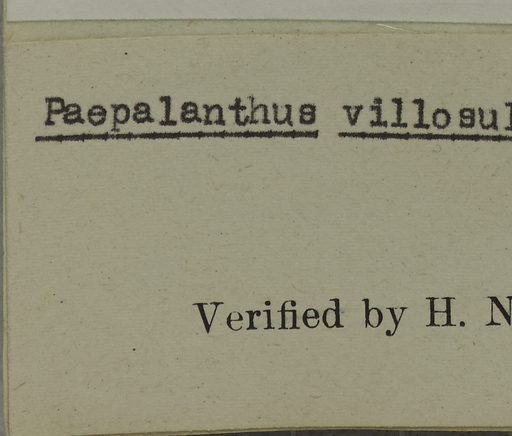 Paepalanthus villosul
Verified by H. N